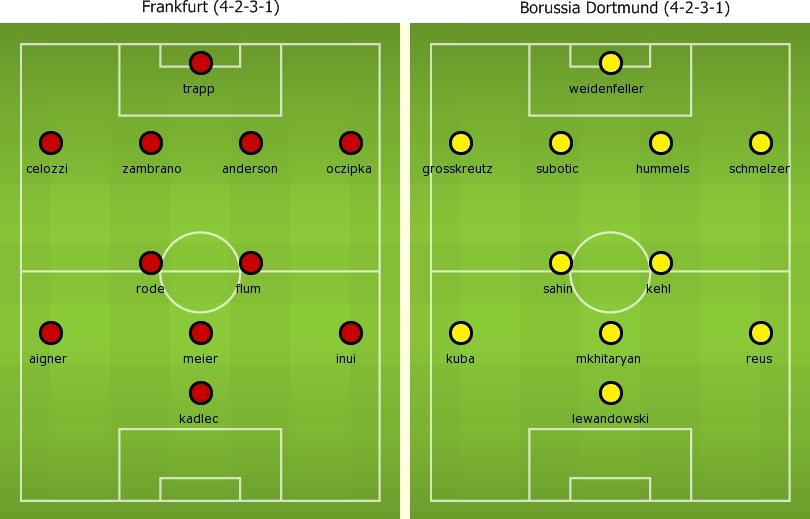 Frankfurt (4-2-3-1)
trapp
celozzi zambrano anderson oczipka
rode flum
aigner meier inui
kadlec
Borussia Dortmund (4-2-3-1)
weidenfeller
grosskreutz subotic hummels schmelzer
sahin kehl
kuba mkhitaryan reus
lewandowski